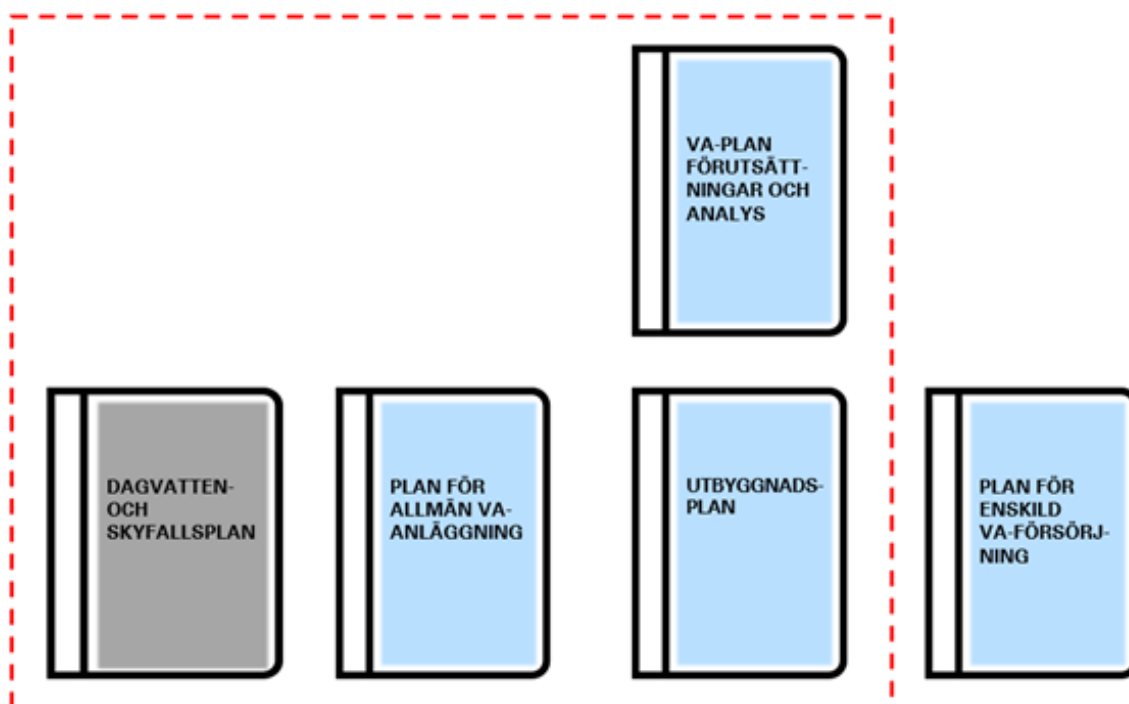 VA-PLAN
FÖRUTSÄTT-
NINGAR OCH
ANALYS
DAGVATTEN-
OCH
SKYFALLSPLAN
PLAN FÖR
ALLMÄN VA-
ANLÄGGNING
UTBYGGNADS-
PLAN
PLAN FÖR
ENSKILD
VA-FÖRSÖRJ-
NING